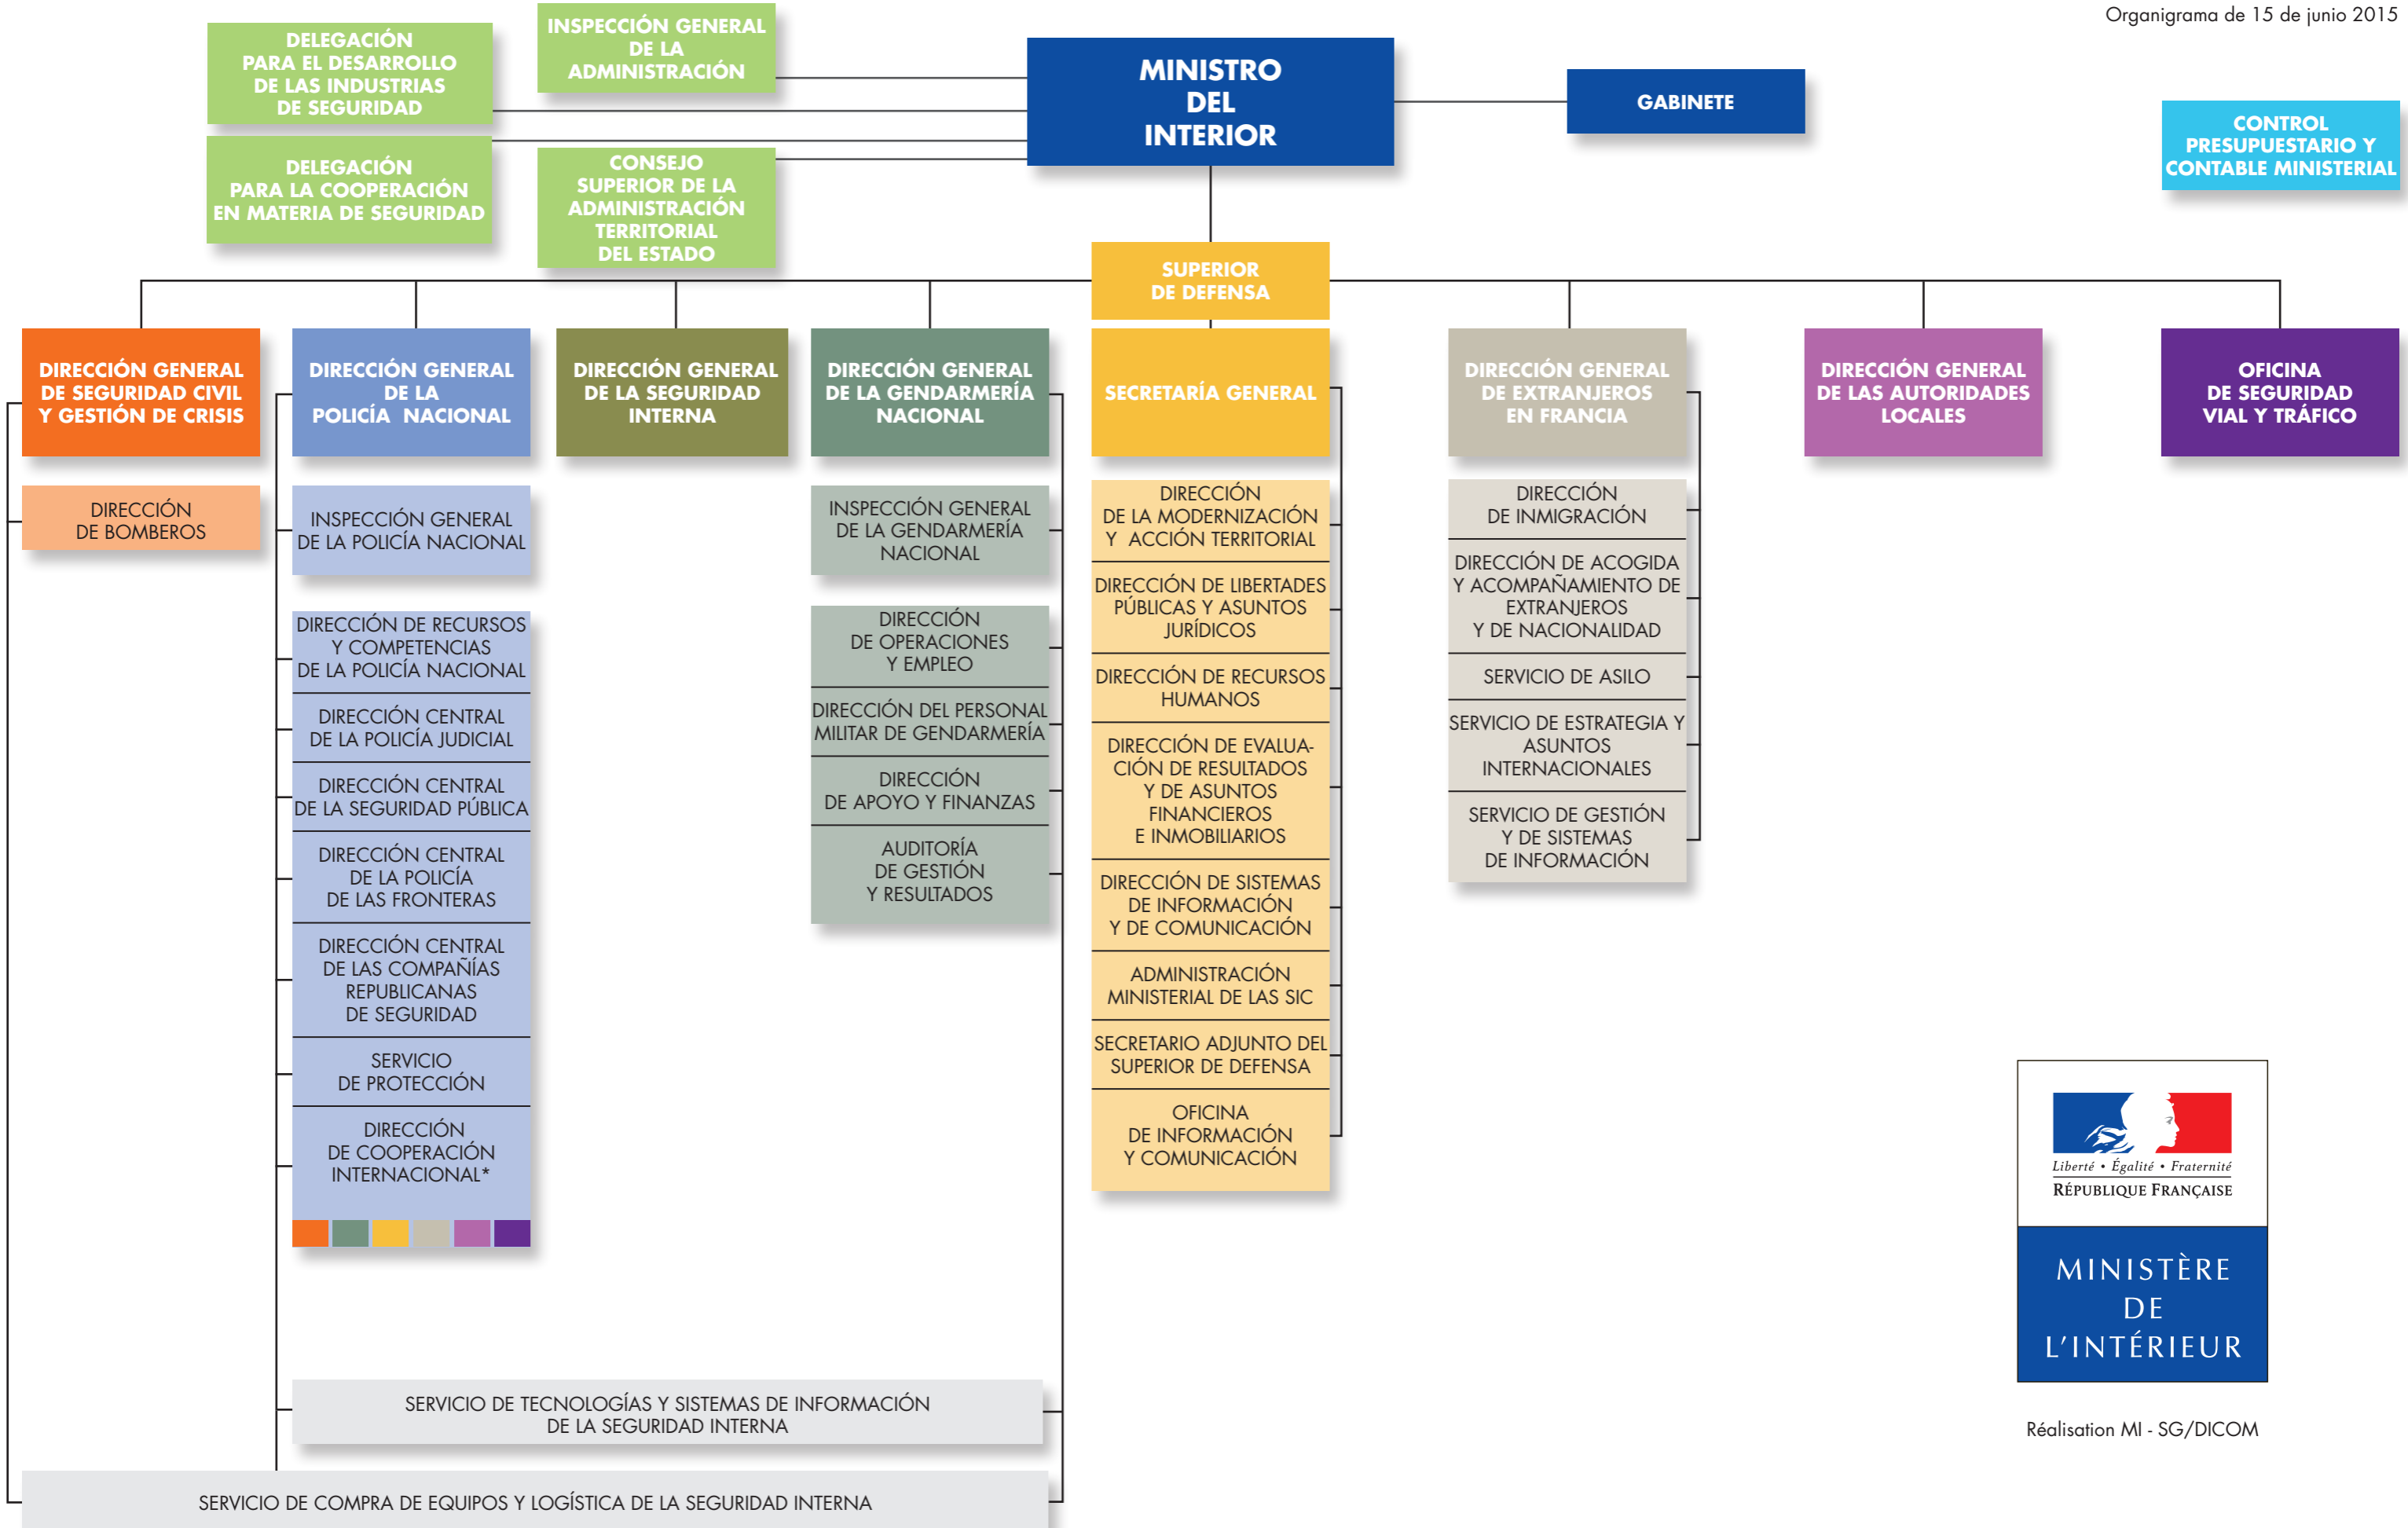 Organigrama de 15 de junio 2015
DELEGACIÓN
PARA EL DESARROLLO
DE LAS INDUSTRIAS
DE SEGURIDAD
INSPECCIÓN GENERAL
DE LA
ADMINISTRACIÓN
MINISTRO
DEL
INTERIOR
GABINETE
CONTROL
PRESUPUESTARIO Y
CONTABLE MINISTERIAL
DELEGACIÓN
PARA LA COOPERACIÓN
EN MATERIA DE SEGURIDAD
CONSEJO
SUPERIOR DE LA
ADMINISTRACIÓN
TERRITORIAL
DEL ESTADO
SUPERIOR
DE DEFENSA
DIRECCIÓN GENERAL
DE SEGURIDAD CIVIL
Y GESTIÓN DE CRISIS
DIRECCIÓN GENERAL
DE LA
POLICÍA NACIONAL
DIRECCIÓN GENERAL
DE LA SEGURIDAD
INTERNA
DIRECCIÓN GENERAL
DE LA GENDARMERÍA
NACIONAL
SECRETARÍA GENERAL
DIRECCIÓN GENERAL
DE EXTRANJEROS
EN FRANCIA
DIRECCIÓN GENERAL
DE LAS AUTORIDADES
LOCALES
OFICINA
DE SEGURIDAD
VIAL Y TRÁFICO
DIRECCIÓN
DE BOMBEROS
INSPECCIÓN GENERAL
DE LA POLICÍA NACIONAL
DIRECCIÓN DE RECURSOS
Y COMPETENCIAS
DE LA POLICÍA NACIONAL
DIRECCIÓN CENTRAL
DE LA POLICÍA JUDICIAL
DIRECCIÓN CENTRAL
DE LA SEGURIDAD PÚBLICA
DIRECCIÓN CENTRAL
DE LA POLICÍA
DE LAS FRONTERAS
DIRECCIÓN CENTRAL
DE LAS COMPAÑÍAS
REPUBLICANAS
DE SEGURIDAD
SERVICIO
DE PROTECCIÓN
DIRECCIÓN
DE COOPERACIÓN
INTERNACIONAL*
INSPECCIÓN GENERAL
DE LA GENDARMERÍA
NACIONAL
DIRECCIÓN
DE OPERACIONES
Y EMPLEO
DIRECCIÓN DEL PERSONAL
MILITAR DE GENDARMERÍA
DIRECCIÓN
DE APOYO Y FINANZAS
AUDITORÍA
DE GESTIÓN
Y RESULTADOS
DIRECCIÓN
DE LA MODERNIZACIÓN
Y ACCIÓN TERRITORIAL
DIRECCIÓN DE LIBERTADES
PÚBLICAS Y ASUNTOS
JURÍDICOS
DIRECCIÓN DE RECURSOS
HUMANOS
DIRECCIÓN DE EVALUA-
CIÓN DE RESULTADOS
Y DE ASUNTOS
FINANCIEROS
E INMOBILIARIOS
DIRECCIÓN DE SISTEMAS
DE INFORMACIÓN
Y DE COMUNICACIÓN
ADMINISTRACIÓN
MINISTERIAL DE LAS SIC
SECRETARIO ADJUNTO DEL
SUPERIOR DE DEFENSA
OFICINA
DE INFORMACIÓN
Y COMUNICACIÓN
DIRECCIÓN
DE INMIGRACIÓN
DIRECCIÓN DE ACOGIDA
Y ACOMPAÑAMIENTO DE
EXTRANJEROS
Y DE NACIONALIDAD
SERVICIO DE ASILO
SERVICIO DE ESTRATEGIA Y
ASUNTOS
INTERNACIONALES
SERVICIO DE GESTIÓN
Y DE SISTEMAS
DE INFORMACIÓN
SERVICIO DE TECNOLOGÍAS Y SISTEMAS DE INFORMACIÓN
DE LA SEGURIDAD INTERNA
SERVICIO DE COMPRA DE EQUIPOS Y LOGÍSTICA DE LA SEGURIDAD INTERNA
Liberté • Égalité • Fraternité
RÉPUBLIQUE FRANÇAISE
MINISTÈRE
DE
L'INTÉRIEUR
Réalisation MI - SG/DICOM